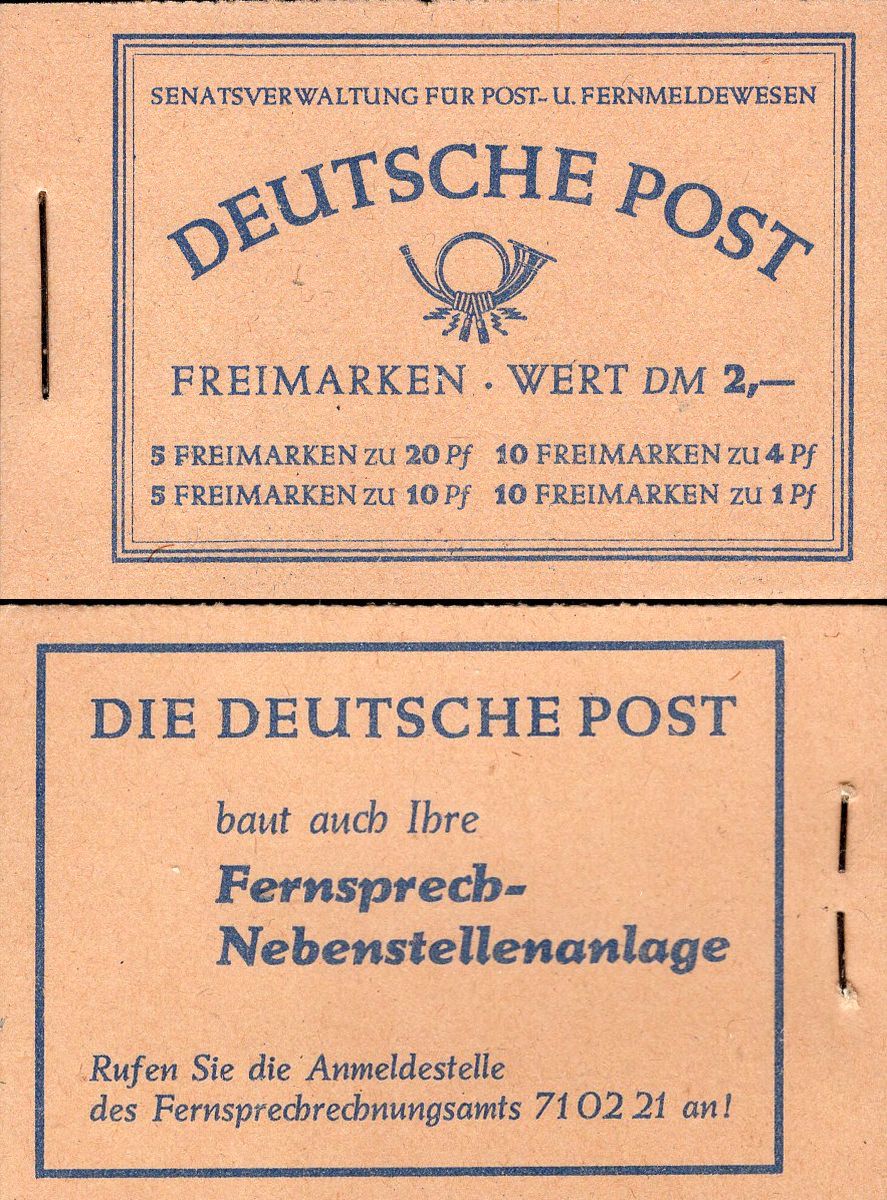 SENATSVERWALTUNG FÜR POST- U. FERNMELDEWESEN
DEUTSCHE POST
FREIMARKEN · WERT DM 2,—
5 FREIMARKEN ZU 20 Pf 10 FREIMARKEN ZU 4 Pf
5 FREIMARKEN ZU 10 Pf 10 FREIMARKEN ZU 1 Pf
DIE DEUTSCHE POST
baut auch Ihre
Fernsprech-
Nebenstellenanlage
Rufen Sie die Anmeldestelle
des Fernsprechrechnungsamts 71 02 21 an!